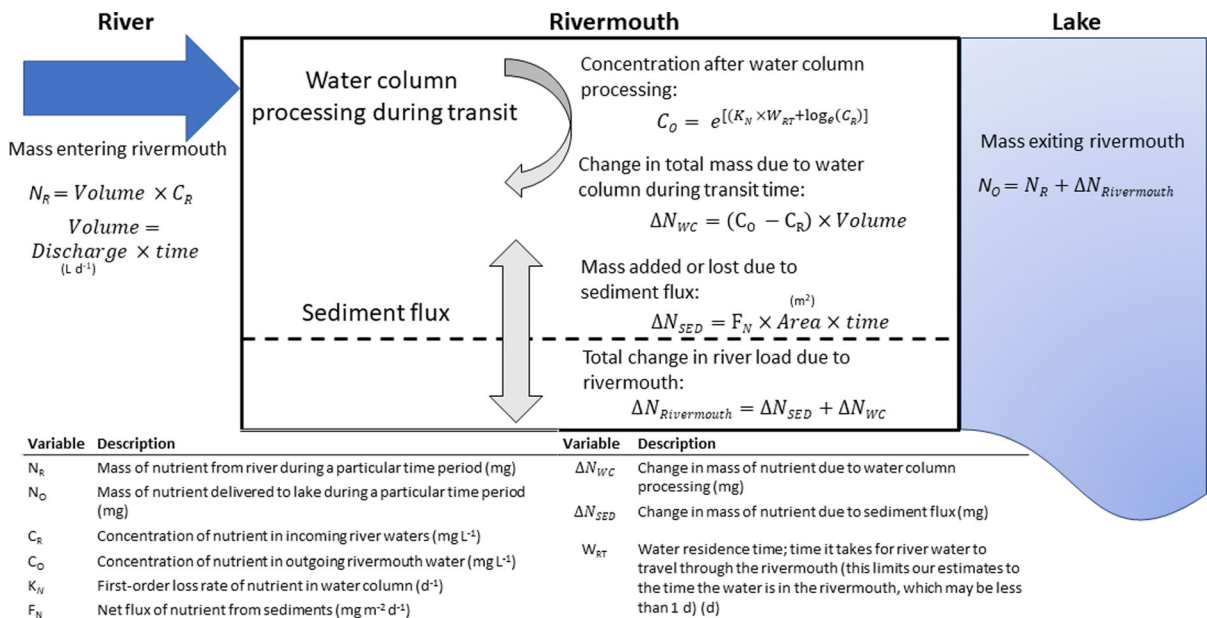 River
Rivermouth
Lake
Mass entering rivermouth
N_R = Volume × C_R
Volume =
Discharge × time
(L d⁻¹)
Water column
processing during transit
Sediment flux
Concentration after water column
processing:
C_O = e^[(K_N × W_RT + log_e(C_R)]
Change in total mass due to water
column during transit time:
ΔN_WC = (C_O − C_R) × Volume
Mass added or lost due to
sediment flux:
(m²)
ΔN_SED = F_N × Area × time
Total change in river load due to
rivermouth:
ΔN_Rivermouth = ΔN_SED + ΔN_WC
Mass exiting rivermouth
N_O = N_R + ΔN_Rivermouth
Variable Description
N_R Mass of nutrient from river during a particular time period (mg)
N_O Mass of nutrient delivered to lake during a particular time period
(mg)
C_R Concentration of nutrient in incoming river waters (mg L⁻¹)
C_O Concentration of nutrient in outgoing rivermouth water (mg L⁻¹)
K_N First-order loss rate of nutrient in water column (d⁻¹)
F_N Net flux of nutrient from sediments (mg m⁻² d⁻¹)
Variable Description
ΔN_WC Change in mass of nutrient due to water column
processing (mg)
ΔN_SED Change in mass of nutrient due to sediment flux (mg)
W_RT Water residence time; time it takes for river water to
travel through the rivermouth (this limits our estimates to
the time the water is in the rivermouth, which may be less
than 1 d) (d)